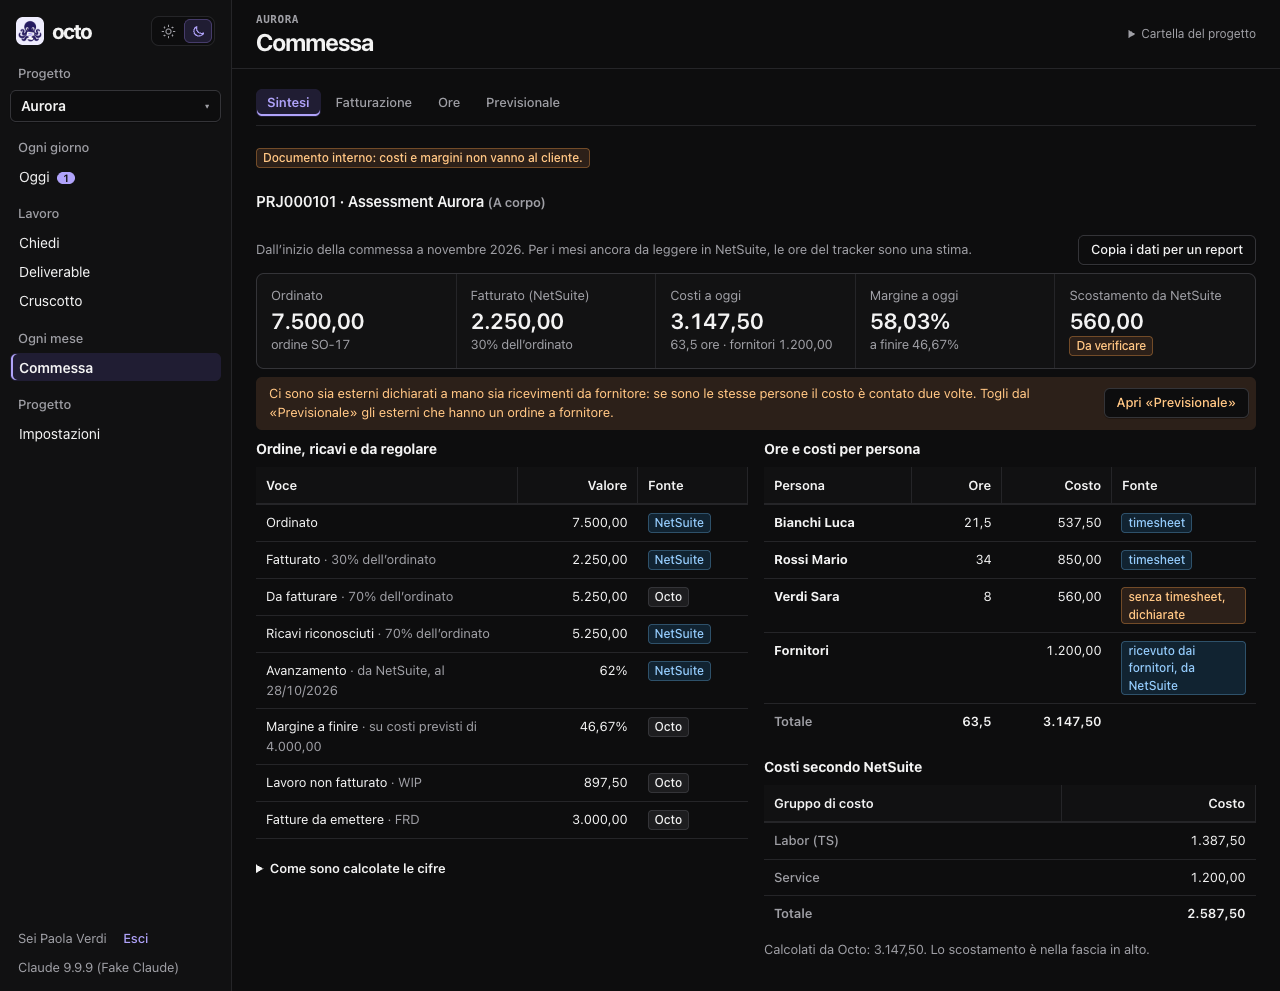 octo
Progetto
Aurora
Ogni giorno
Oggi 1
Lavoro
Chiedi
Deliverable
Cruscotto
Ogni mese
Commessa
Progetto
Impostazioni
Sei Paola Verdi Esci
Claude 9.9.9 (Fake Claude)
AURORA
Commessa
Cartella del progetto
Sintesi Fatturazione Ore Previsionale
Documento interno: costi e margini non vanno al cliente.
PRJ000101 · Assessment Aurora (A corpo)
Dall’inizio della commessa a novembre 2026. Per i mesi ancora da leggere in NetSuite, le ore del tracker sono una stima.
Copia i dati per un report
Ordinato
7.500,00
ordine SO-17
Fatturato (NetSuite)
2.250,00
30% dell’ordinato
Costi a oggi
3.147,50
63,5 ore · fornitori 1.200,00
Margine a oggi
58,03%
a finire 46,67%
Scostamento da NetSuite
560,00
Da verificare
Ci sono sia esterni dichiarati a mano sia ricevimenti da fornitore: se sono le stesse persone il costo è contato due volte. Togli dal
«Previsionale» gli esterni che hanno un ordine a fornitore.
Apri «Previsionale»
Ordine, ricavi e da regolare
Voce Valore Fonte
Ordinato 7.500,00 NetSuite
Fatturato · 30% dell’ordinato 2.250,00 NetSuite
Da fatturare · 70% dell’ordinato 5.250,00 Octo
Ricavi riconosciuti · 70% dell’ordinato 5.250,00 NetSuite
Avanzamento · da NetSuite, al 62% NetSuite
28/10/2026
Margine a finire · su costi previsti di 46,67% Octo
4.000,00
Lavoro non fatturato · WIP 897,50 Octo
Fatture da emettere · FRD 3.000,00 Octo
Come sono calcolate le cifre
Ore e costi per persona
Persona Ore Costo Fonte
Bianchi Luca 21,5 537,50 timesheet
Rossi Mario 34 850,00 timesheet
Verdi Sara 8 560,00 senza timesheet,
dichiarate
Fornitori 1.200,00 ricevuto dai
fornitori, da
NetSuite
Totale 63,5 3.147,50
Costi secondo NetSuite
Gruppo di costo Costo
Labor (TS) 1.387,50
Service 1.200,00
Totale 2.587,50
Calcolati da Octo: 3.147,50. Lo scostamento è nella fascia in alto.